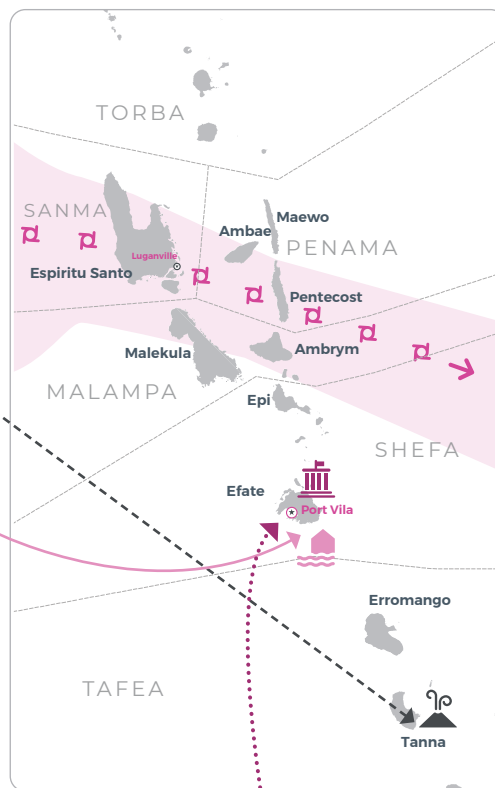 TORBA
SANMA
Maewo
Ambae
PENAMA
Luganville
Espiritu Santo
Pentecost
Malekula
Ambrym
MALAMPA
Epi
SHEFA
Efate
Port Vila
Erromango
TAFEA
Tanna